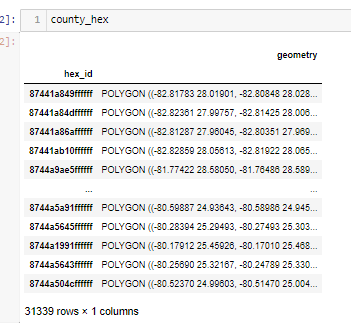 2]:
1 county_hex
2]:
geometry
hex_id
87441a849ffffff POLYGON ((-82.81783 28.01901, -82.80848 28.028...
87441a84dffffff POLYGON ((-82.82361 27.99757, -82.81425 28.006...
87441a86affffff POLYGON ((-82.81287 27.96045, -82.80351 27.969...
87441ab10ffffff POLYGON ((-82.82859 28.05613, -82.81922 28.065...
8744a9ae5ffffff POLYGON ((-81.77422 28.58050, -81.76486 28.589...
... ...
8744a5a91ffffff POLYGON ((-80.59887 24.93643, -80.58986 24.945...
8744a5645ffffff POLYGON ((-80.28394 25.29493, -80.27493 25.303...
8744a1991ffffff POLYGON ((-80.17912 25.45926, -80.17010 25.468...
8744a5643ffffff POLYGON ((-80.25690 25.32167, -80.24789 25.330...
8744a504cffffff POLYGON ((-80.52370 24.99603, -80.51470 25.004...
31339 rows × 1 columns